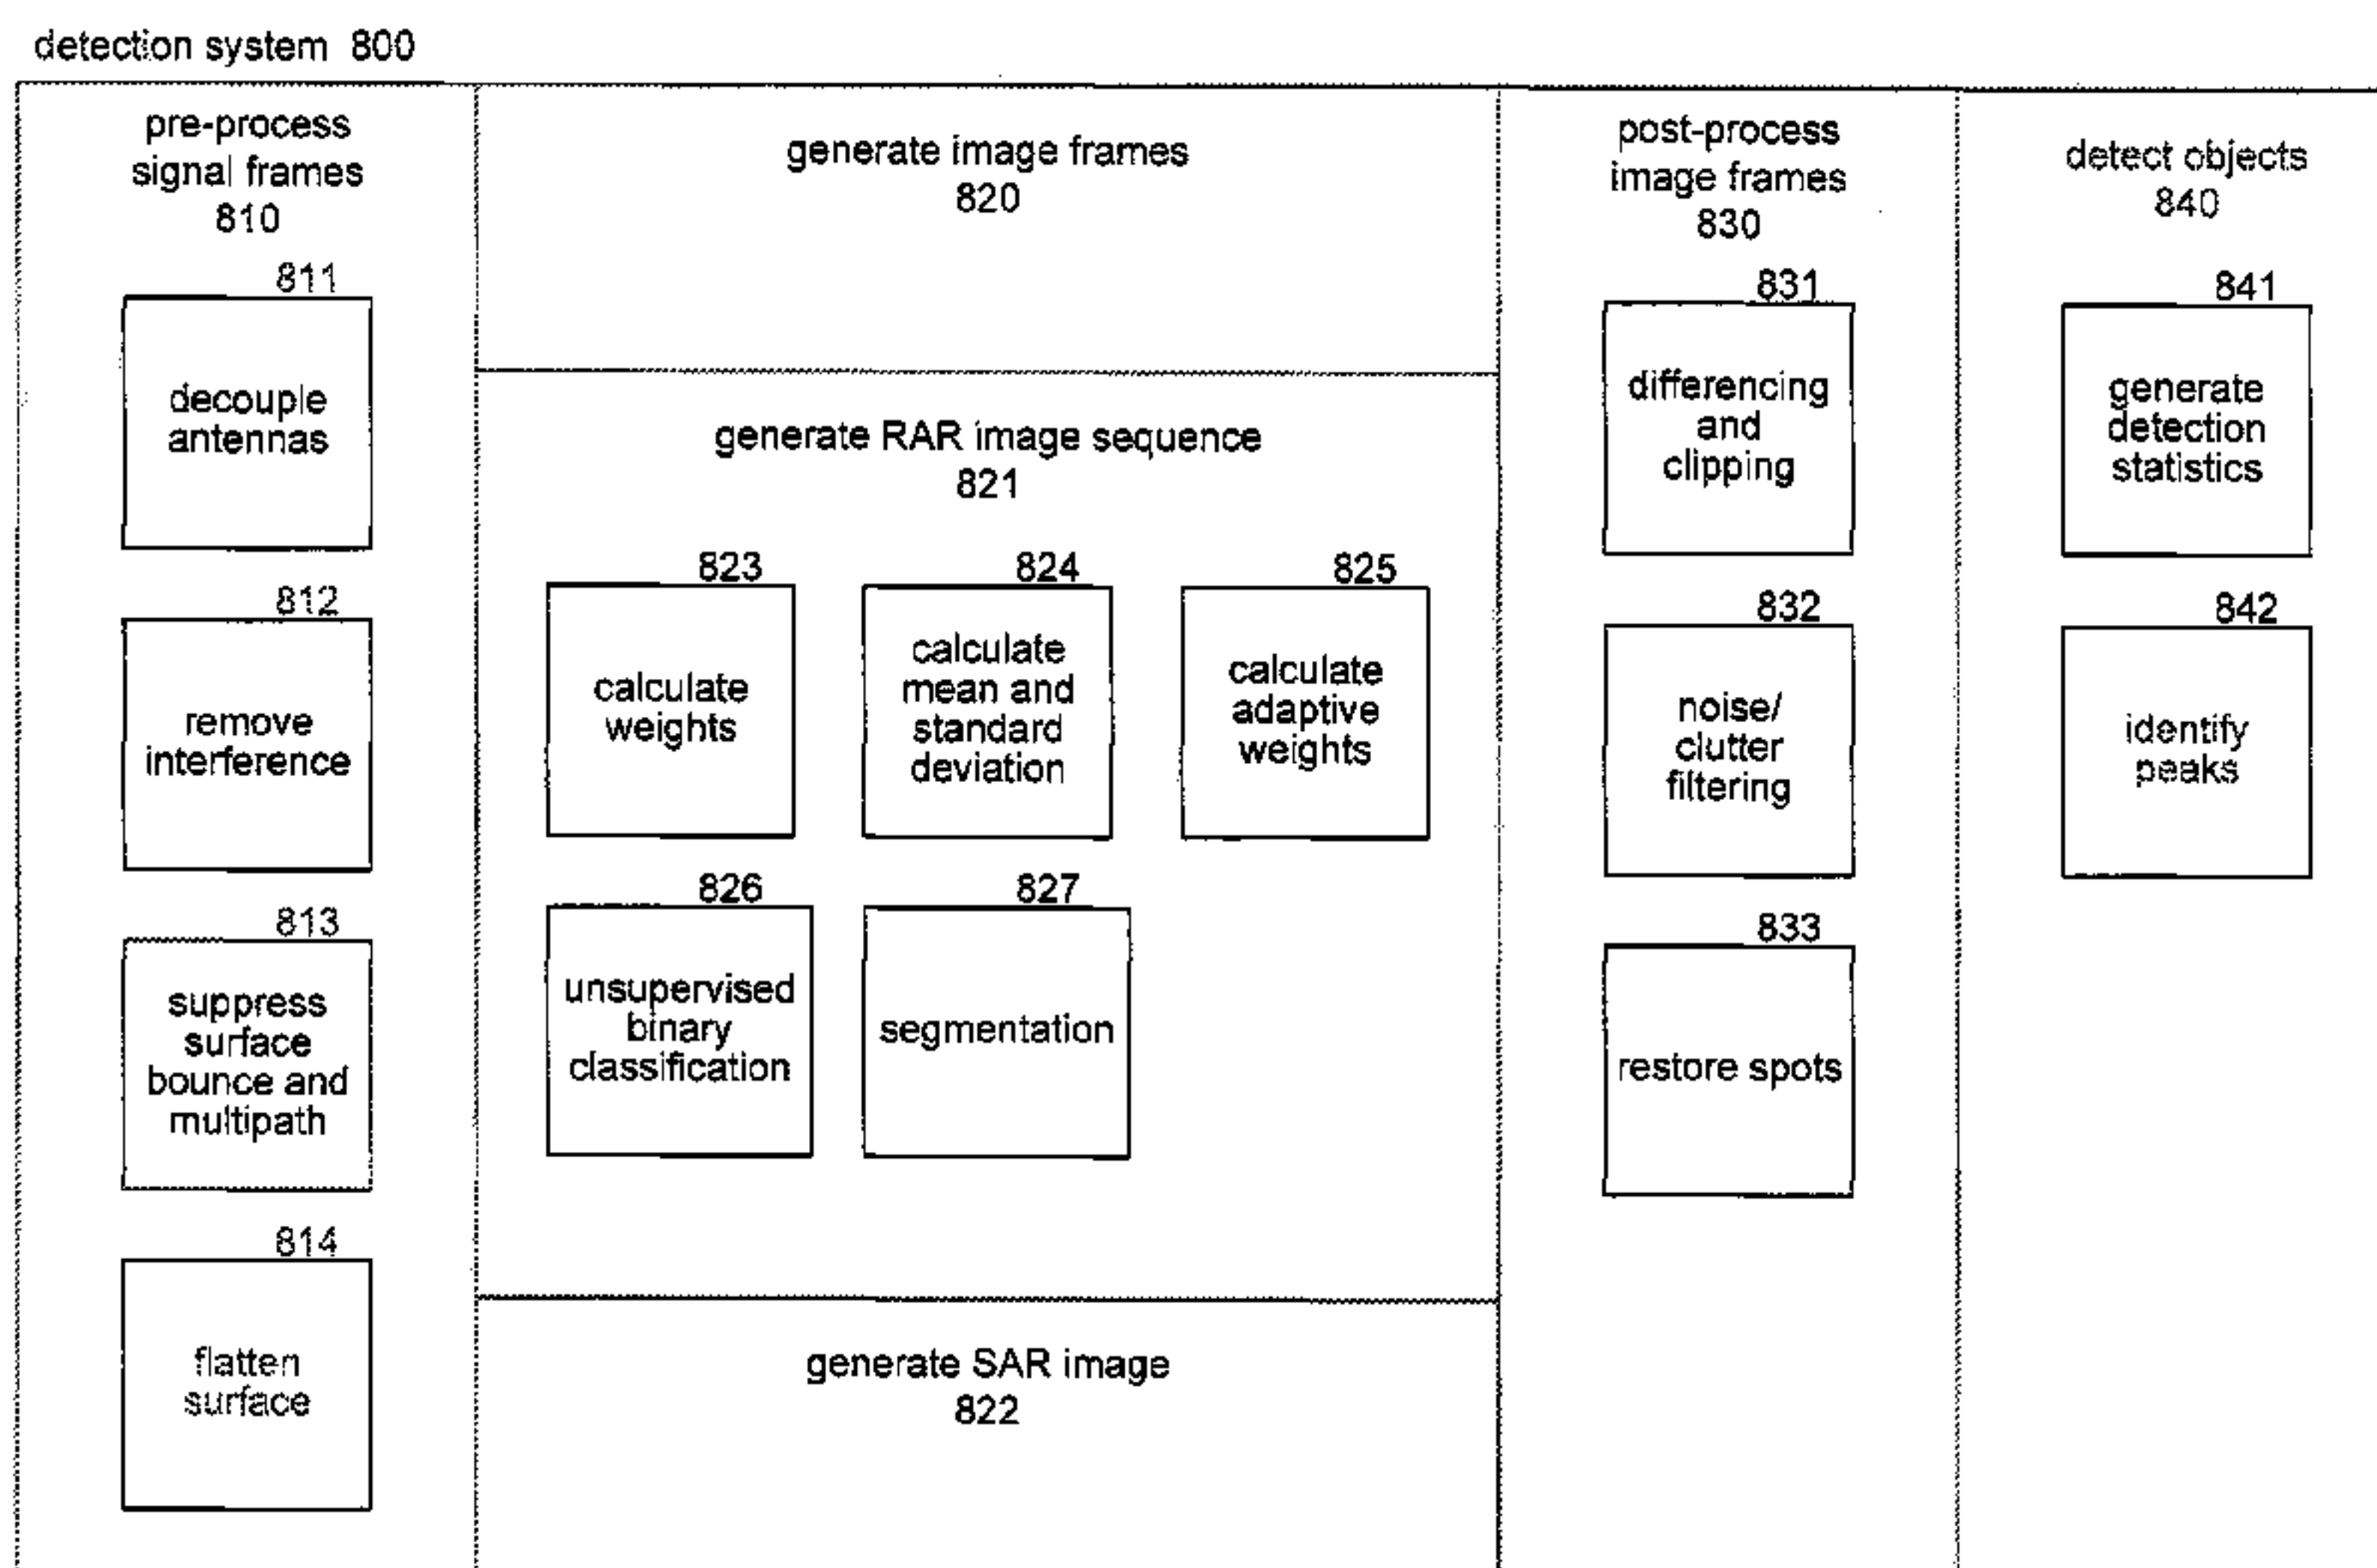 detection system 800
pre-process
signal frames
810
811
decouple
antennas
812
remove
interference
813
suppress
surface
bounce and
multipath
814
flatten
surface
generate image frames
820
generate RAR image sequence
821
823
calculate
weights
824
calculate
mean and
standard
deviation
825
calculate
adaptive
weights
826
unsupervised
binary
classification
827
segmentation
generate SAR image
822
post-process
image frames
830
831
differencing
and
clipping
832
noise/
clutter
filtering
833
restore spots
detect objects
840
841
generate
detection
statistics
842
identify
peaks